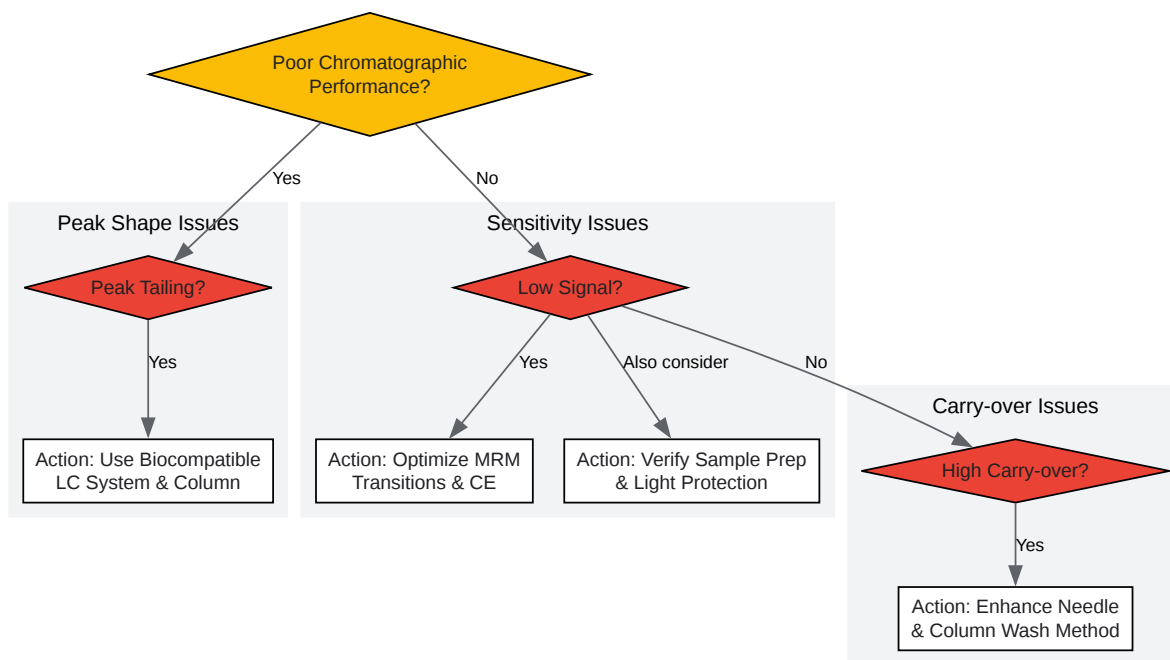 Poor Chromatographic
Performance?
Yes
No
Peak Shape Issues
Sensitivity Issues
Peak Tailing?
Low Signal?
Yes
Yes
Also consider
No
Carry-over Issues
Action: Use Biocompatible
LC System & Column
Action: Optimize MRM
Transitions & CE
Action: Verify Sample Prep
& Light Protection
High Carry-over?
Yes
Action: Enhance Needle
& Column Wash Method